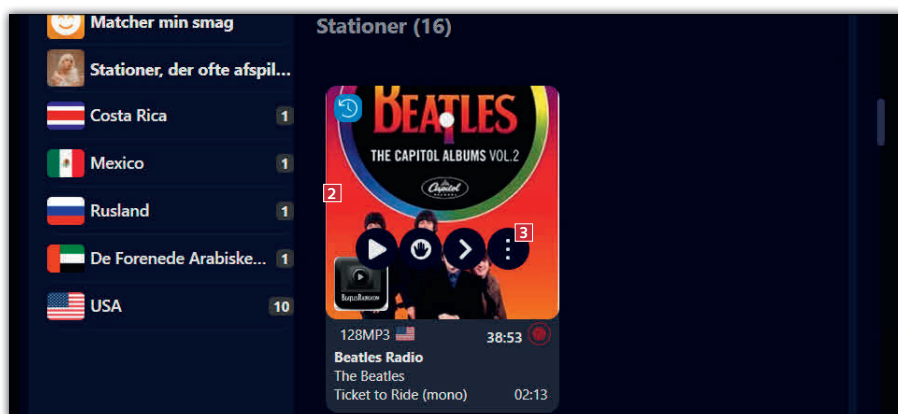 Matcher min smag
Stationer, der ofte afspil...
Costa Rica 1
Mexico 1
Rusland 1
De Forenede Arabiske... 1
USA 10
Stationer (16)
BEATLES
THE CAPITOL ALBUMS VOL.2
Capitol
2
3
BEATLESRADIO.COM
128MP3 38:53
Beatles Radio
The Beatles
Ticket to Ride (mono) 02:13